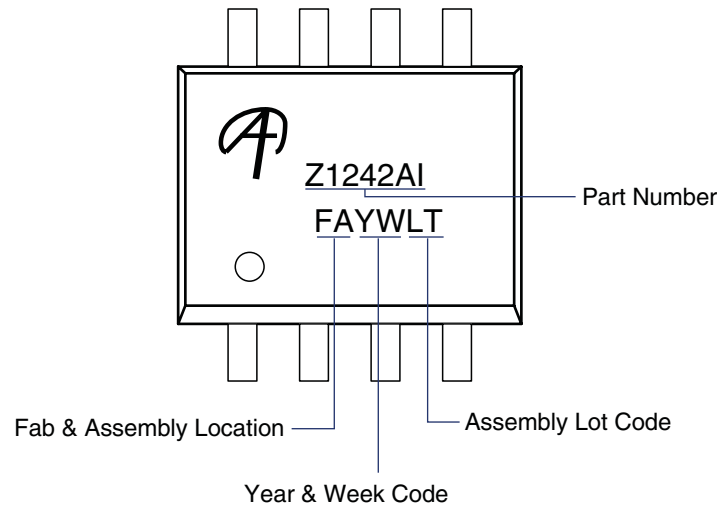 Z1242AI
Part Number
FAYWLT
Fab & Assembly Location
Assembly Lot Code
Year & Week Code